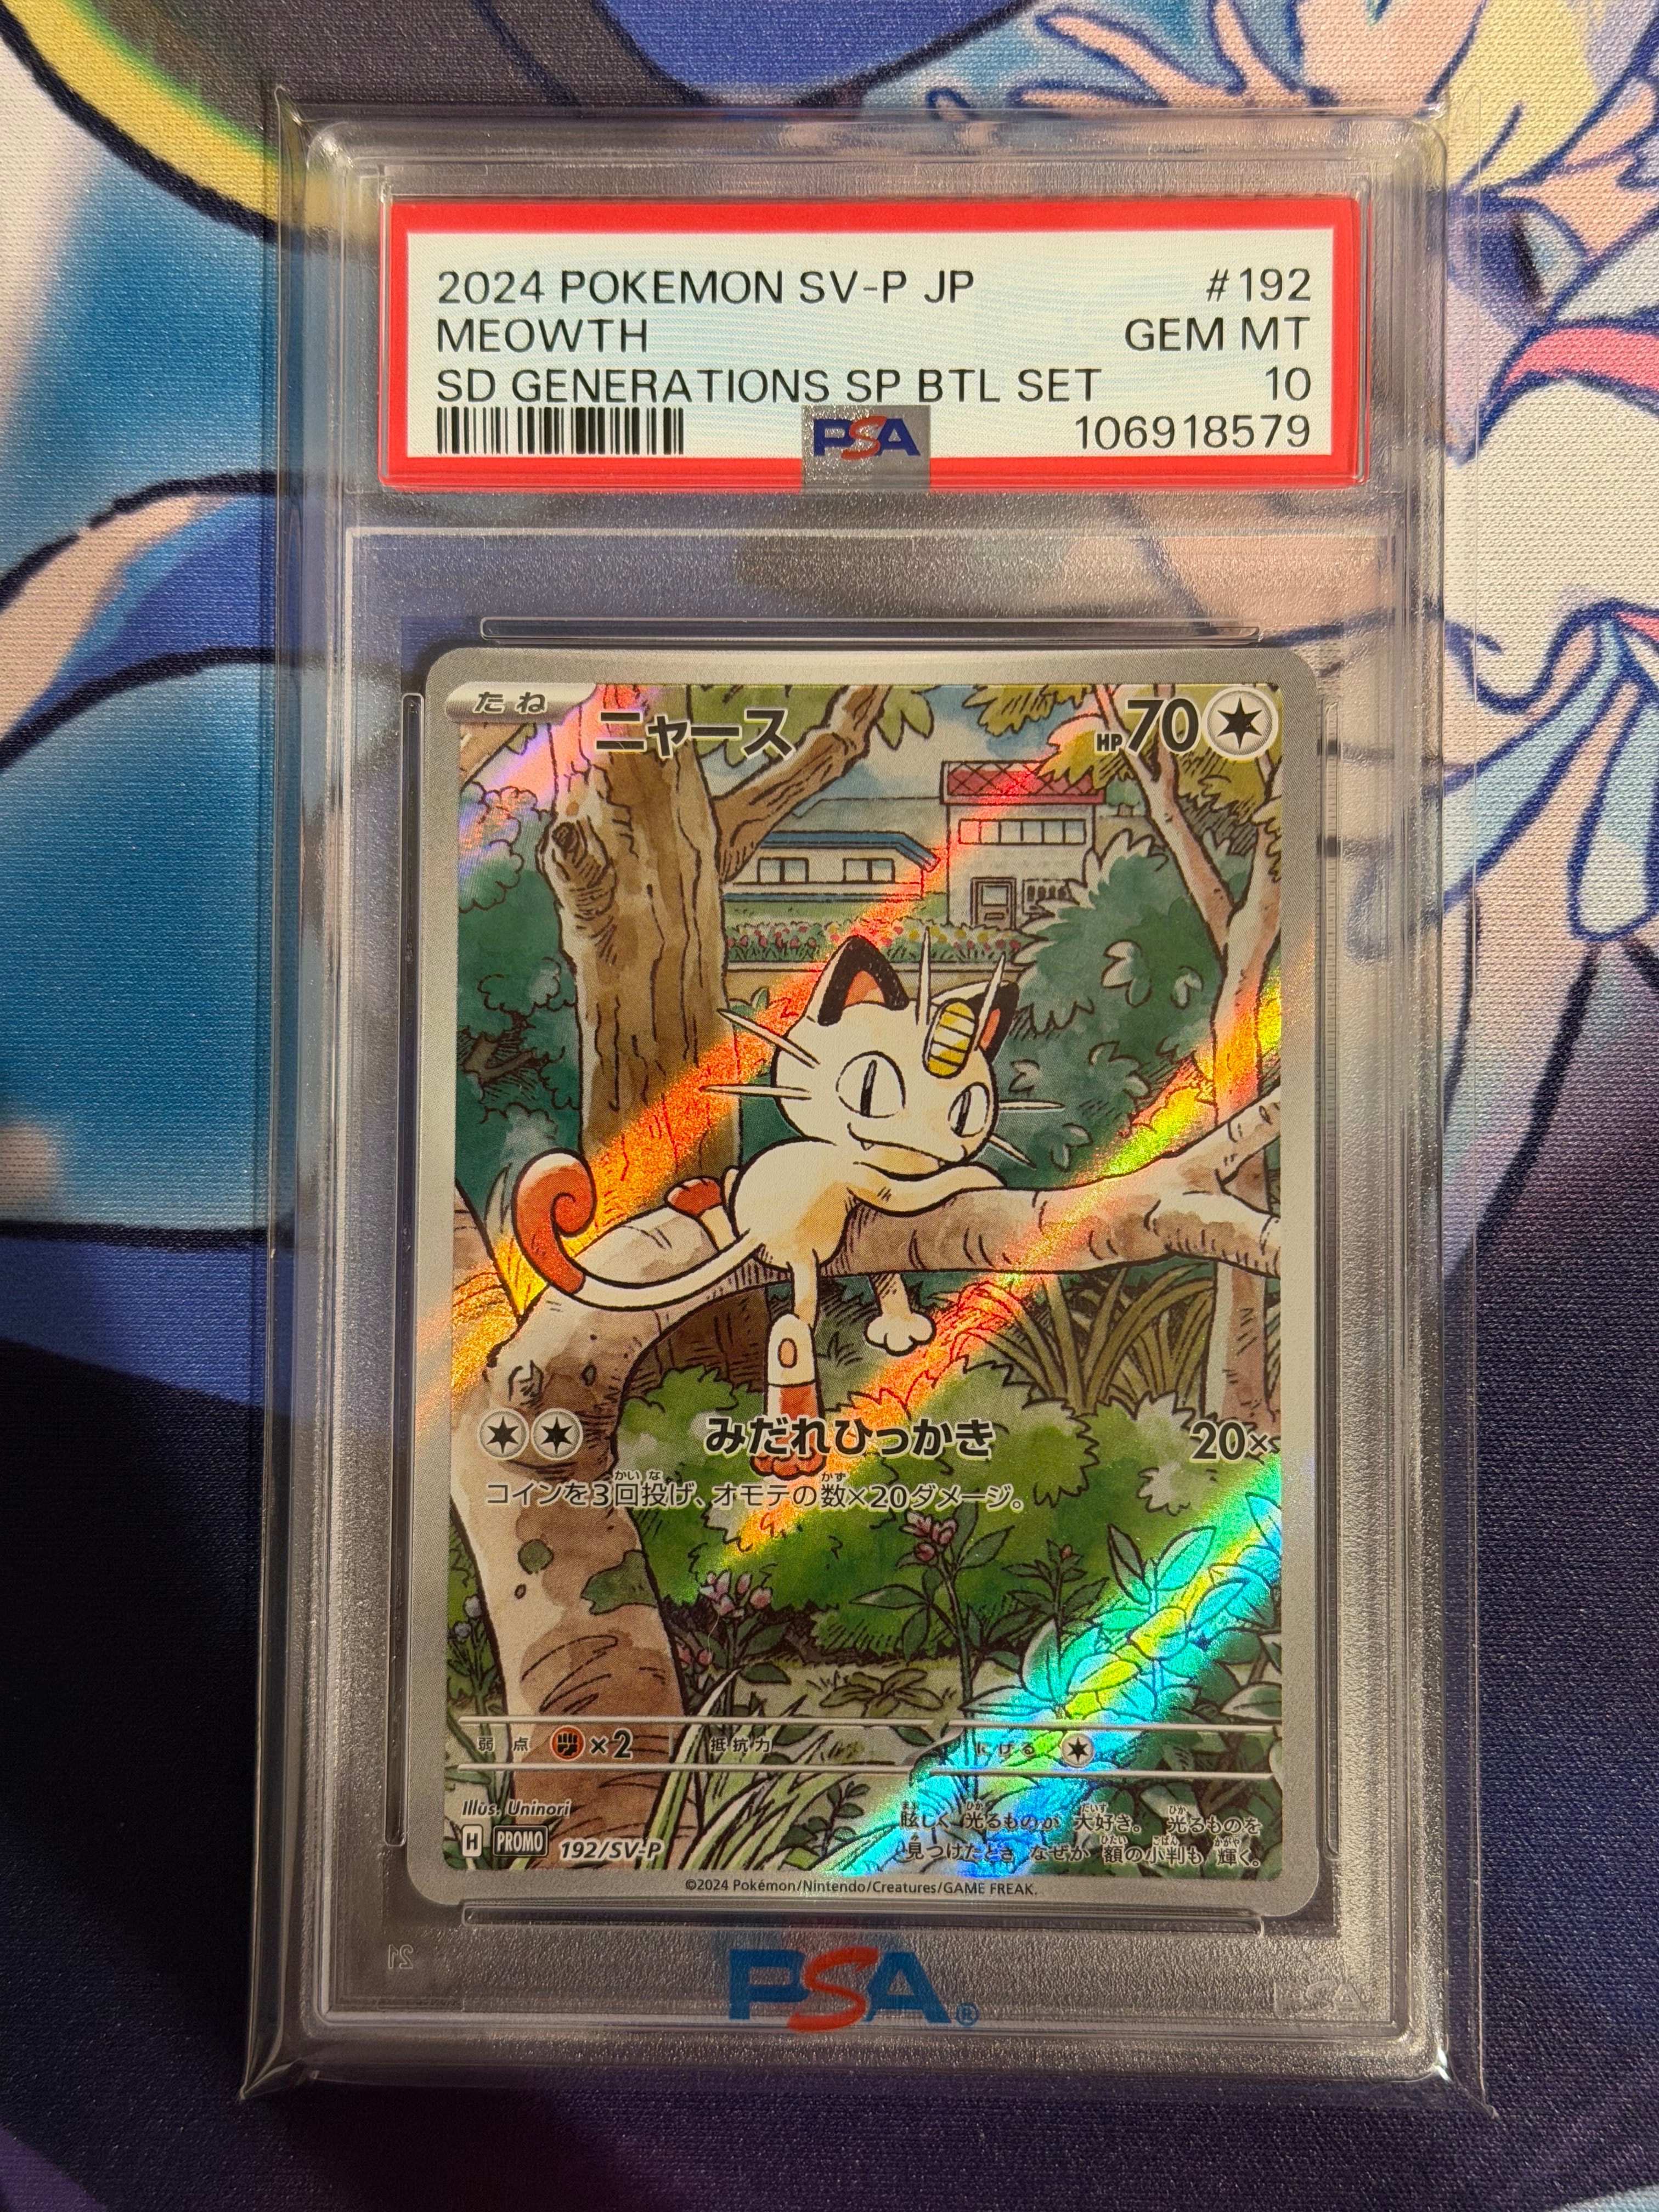 2024 POKEMON SV-P JP #192
MEOWTH GEM MT
SD GENERATIONS SP BTL SET 10
PSA 106918579
たね ニャース HP70
みだれひっかき 20×
コインを3回投げ、オモテの数×20ダメージ。
弱点 ×2 抵抗力 にげる
Illus. Uninori
H PROMO 192/SV-P
眩しく 光るものが 大好き。 光るものを
見つけたとき なぜか 額の小判も 輝く。
©2024 Pokémon/Nintendo/Creatures/GAME FREAK.
PSA®